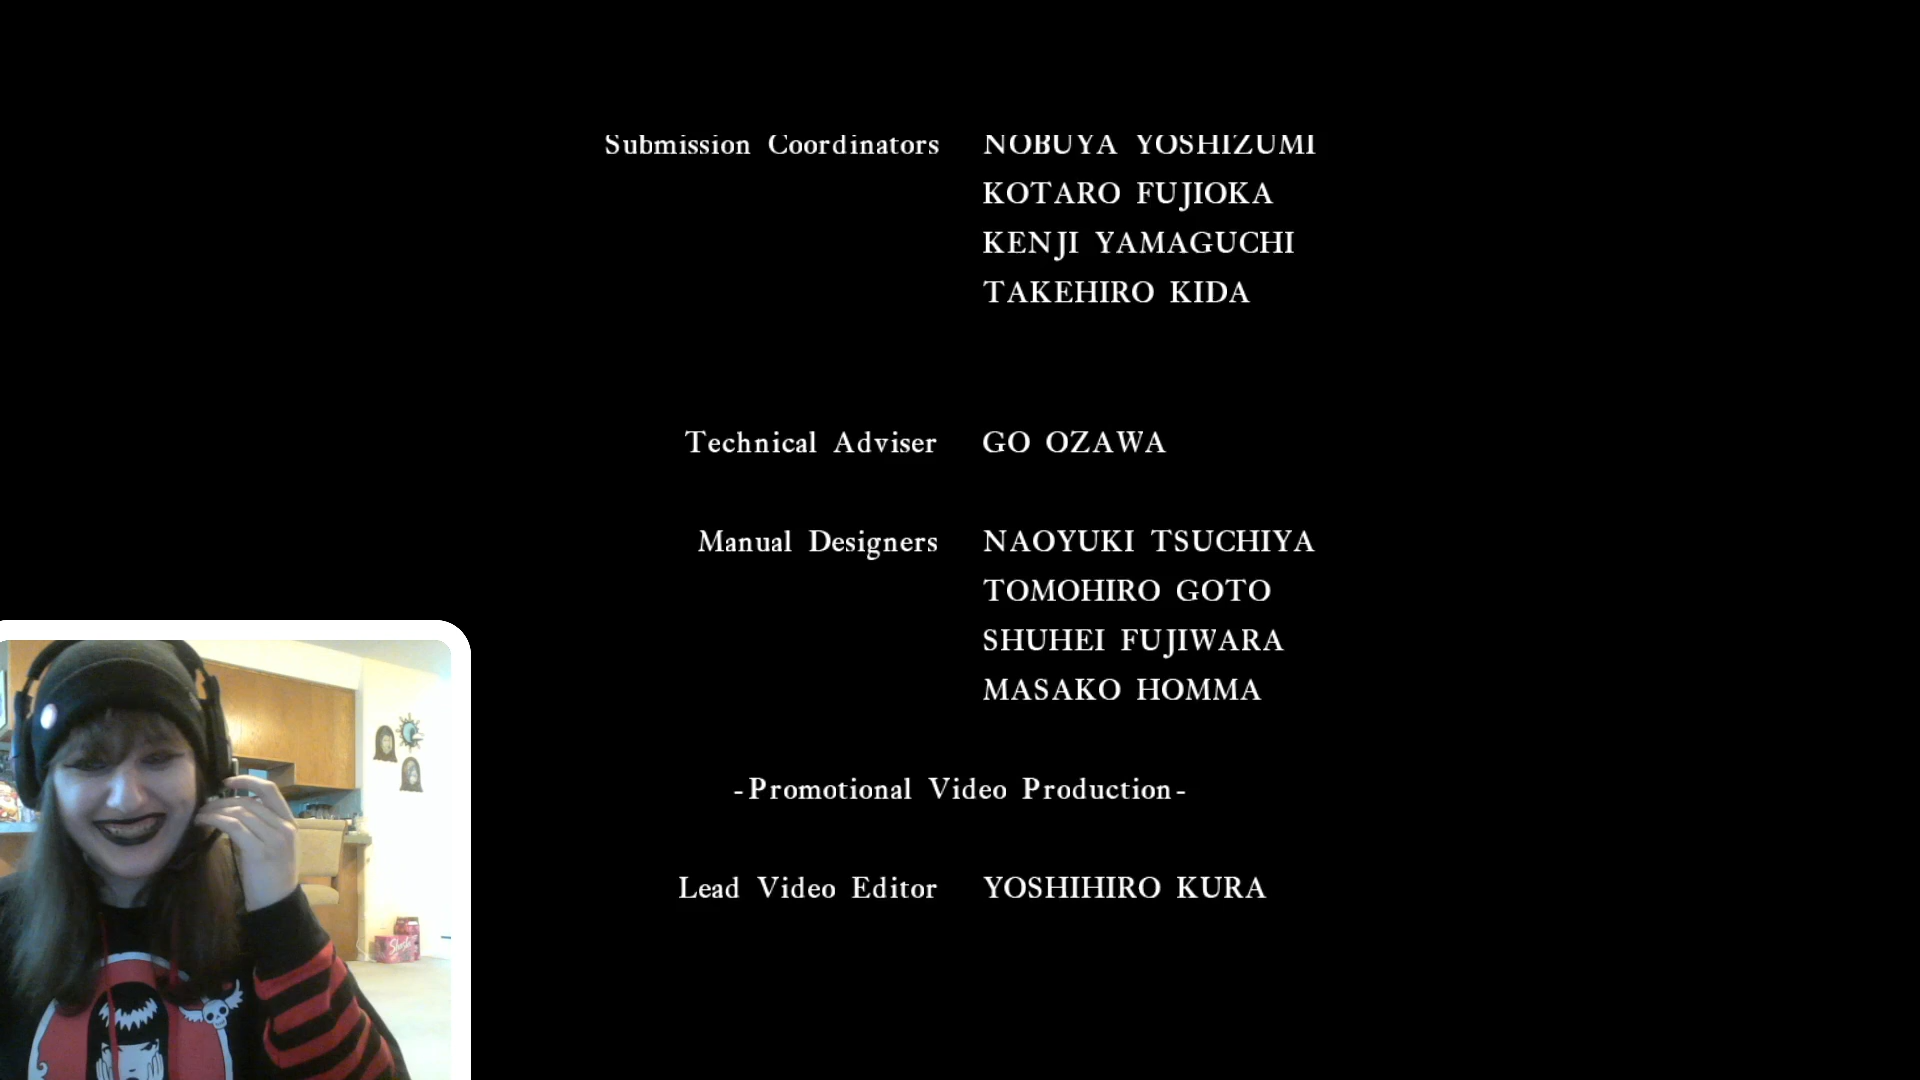 Submission Coordinators NOBUYA YOSHIZUMI
KOTARO FUJIOKA
KENJI YAMAGUCHI
TAKEHIRO KIDA
Technical Adviser GO OZAWA
Manual Designers NAOYUKI TSUCHIYA
TOMOHIRO GOTO
SHUHEI FUJIWARA
MASAKO HOMMA
-Promotional Video Production-
Lead Video Editor YOSHIHIRO KURA